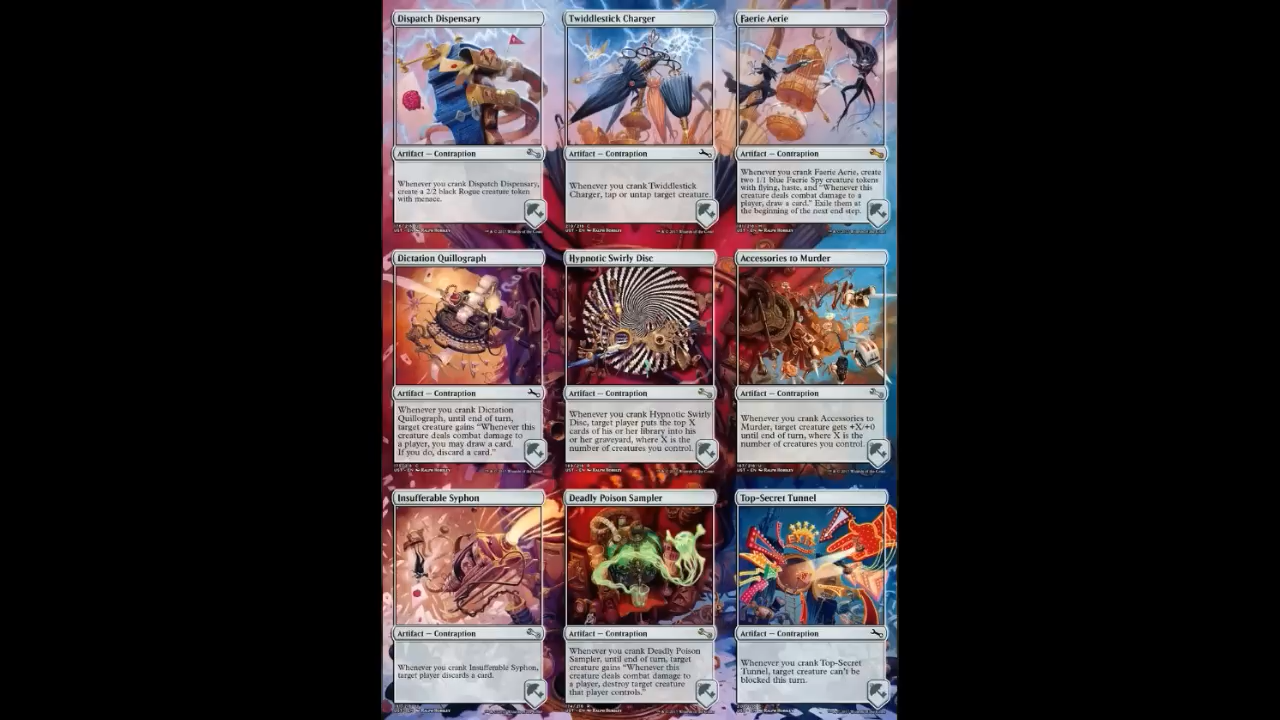 Dispatch Dispensary
Twiddlestick Charger
Faerie Aerie
Artifact — Contraption
Artifact — Contraption
Artifact — Contraption
Whenever you crank Dispatch Dispensary,
create a 2/2 black Rogue creature token
with menace.
Whenever you crank Twiddlestick
Charger, tap or untap target creature.
Whenever you crank Faerie Aerie, create
two 1/1 blue Faerie Spy creature tokens
with flying, haste, and "Whenever this
creature deals combat damage to a
player, draw a card." Exile them at
the beginning of the next end step.
Dictation Quillograph
Hypnotic Swirly Disc
Accessories to Murder
Artifact — Contraption
Artifact — Contraption
Artifact — Contraption
Whenever you crank Dictation
Quillograph, until end of turn,
target creature gains "Whenever this
creature deals combat damage to
a player, you may draw a card.
If you do, discard a card."
Whenever you crank Hypnotic Swirly
Disc, target player puts the top X
cards of his or her library into his
or her graveyard, where X is the
number of creatures you control.
Whenever you crank Accessories to
Murder, target creature gets +X/+0
until end of turn, where X is the
number of creatures you control.
Insufferable Syphon
Deadly Poison Sampler
Top-Secret Tunnel
EXIT
Artifact — Contraption
Artifact — Contraption
Artifact — Contraption
Whenever you crank Insufferable Syphon,
target player discards a card.
Whenever you crank Deadly Poison
Sampler, until end of turn, target
creature gains "Whenever this
creature deals combat damage to
a player, destroy target creature
that player controls."
Whenever you crank Top-Secret
Tunnel, target creature can't be
blocked this turn.